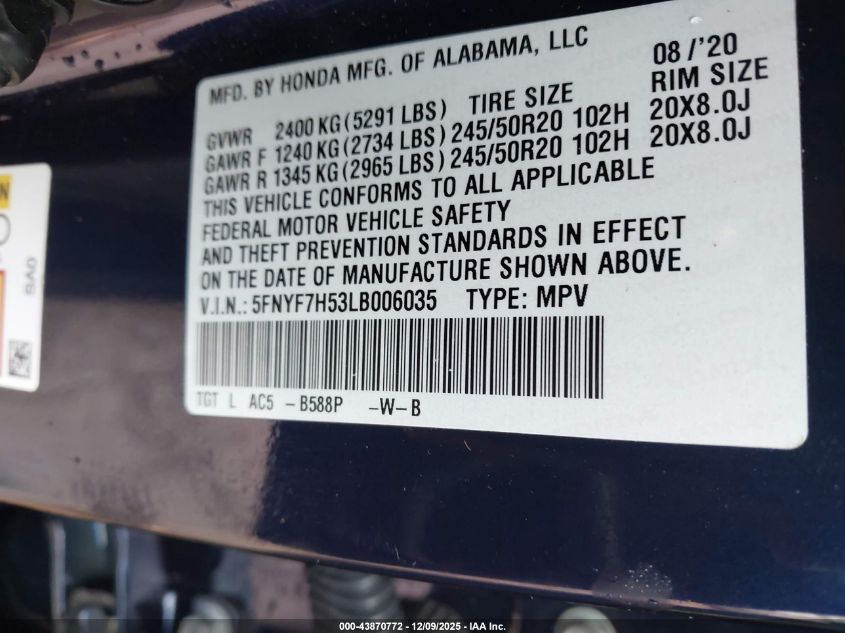 MFD. BY HONDA MFG. OF ALABAMA, LLC 08 /'20
GVWR 2400 KG (5291 LBS) TIRE SIZE RIM SIZE
GAWR F 1240 KG (2734 LBS) 245/50R20 102H 20X8.0J
GAWR R 1345 KG (2965 LBS) 245/50R20 102H 20X8.0J
THIS VEHICLE CONFORMS TO ALL APPLICABLE
FEDERAL MOTOR VEHICLE SAFETY
AND THEFT PREVENTION STANDARDS IN EFFECT
ON THE DATE OF MANUFACTURE SHOWN ABOVE.
V.I.N.: 5FNYF7H53LB006035 TYPE: MPV
TGT L AC5 -B588P -W-B
SA0
000-43870772 - 12/09/2025 - IAA Inc.